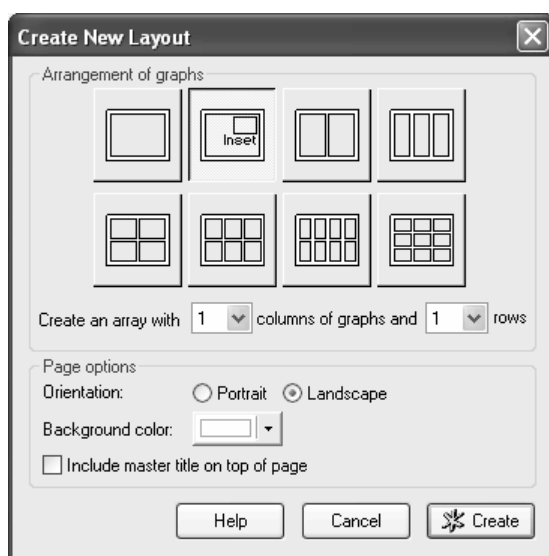 Create New Layout
Arrangement of graphs
Inset
Create an array with 1 columns of graphs and 1 rows
Page options
Orientation: Portrait Landscape
Background color:
Include master title on top of page
Help Cancel Create